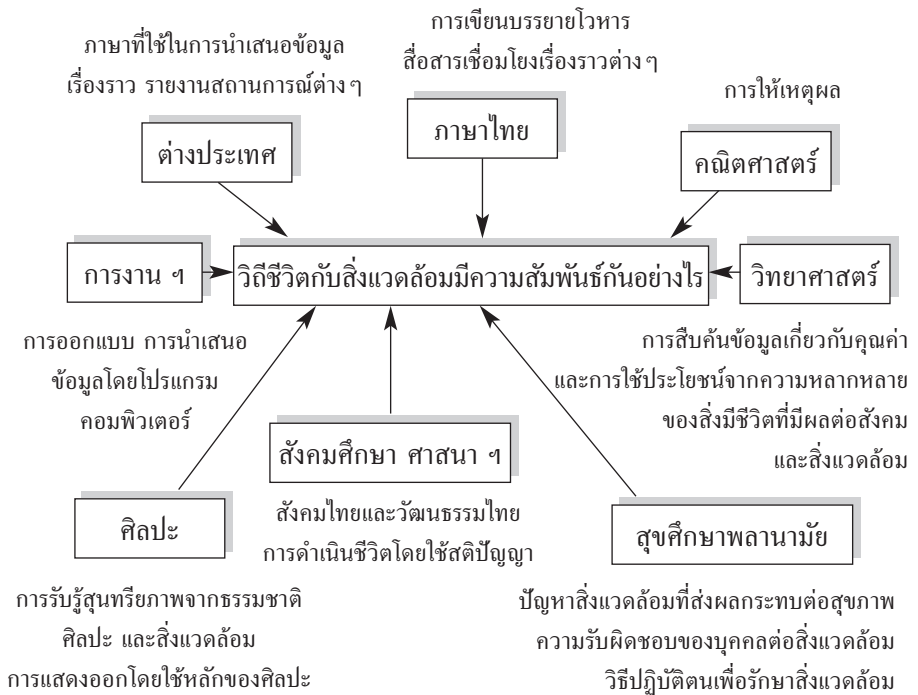 การเขียนบรรยายโวหาร
สื่อสารเชื่อมโยงเรื่องราวต่าง ๆ
ภาษาไทย
ภาษาที่ใช้ในการนำเสนอข้อมูล
เรื่องราว รายงานสถานการณ์ต่าง ๆ
ต่างประเทศ
การให้เหตุผล
คณิตศาสตร์
การงาน ฯ
วิถีชีวิตกับสิ่งแวดล้อมมีความสัมพันธ์กันอย่างไร
วิทยาศาสตร์
การออกแบบ การนำเสนอ
ข้อมูลโดยโปรแกรม
คอมพิวเตอร์
การสืบค้นข้อมูลเกี่ยวกับคุณค่า
และการใช้ประโยชน์จากความหลากหลาย
ของสิ่งมีชีวิตที่มีผลต่อสังคม
และสิ่งแวดล้อม
สังคมศึกษา ศาสนา ฯ
สังคมไทยและวัฒนธรรมไทย
การดำเนินชีวิตโดยใช้สติปัญญา
ศิลปะ
การรับรู้สุนทรียภาพจากธรรมชาติ
ศิลปะ และสิ่งแวดล้อม
การแสดงออกโดยใช้หลักของศิลปะ
สุขศึกษาพลานามัย
ปัญหาสิ่งแวดล้อมที่ส่งผลกระทบต่อสุขภาพ
ความรับผิดชอบของบุคคลต่อสิ่งแวดล้อม
วิธีปฏิบัติตนเพื่อรักษาสิ่งแวดล้อม